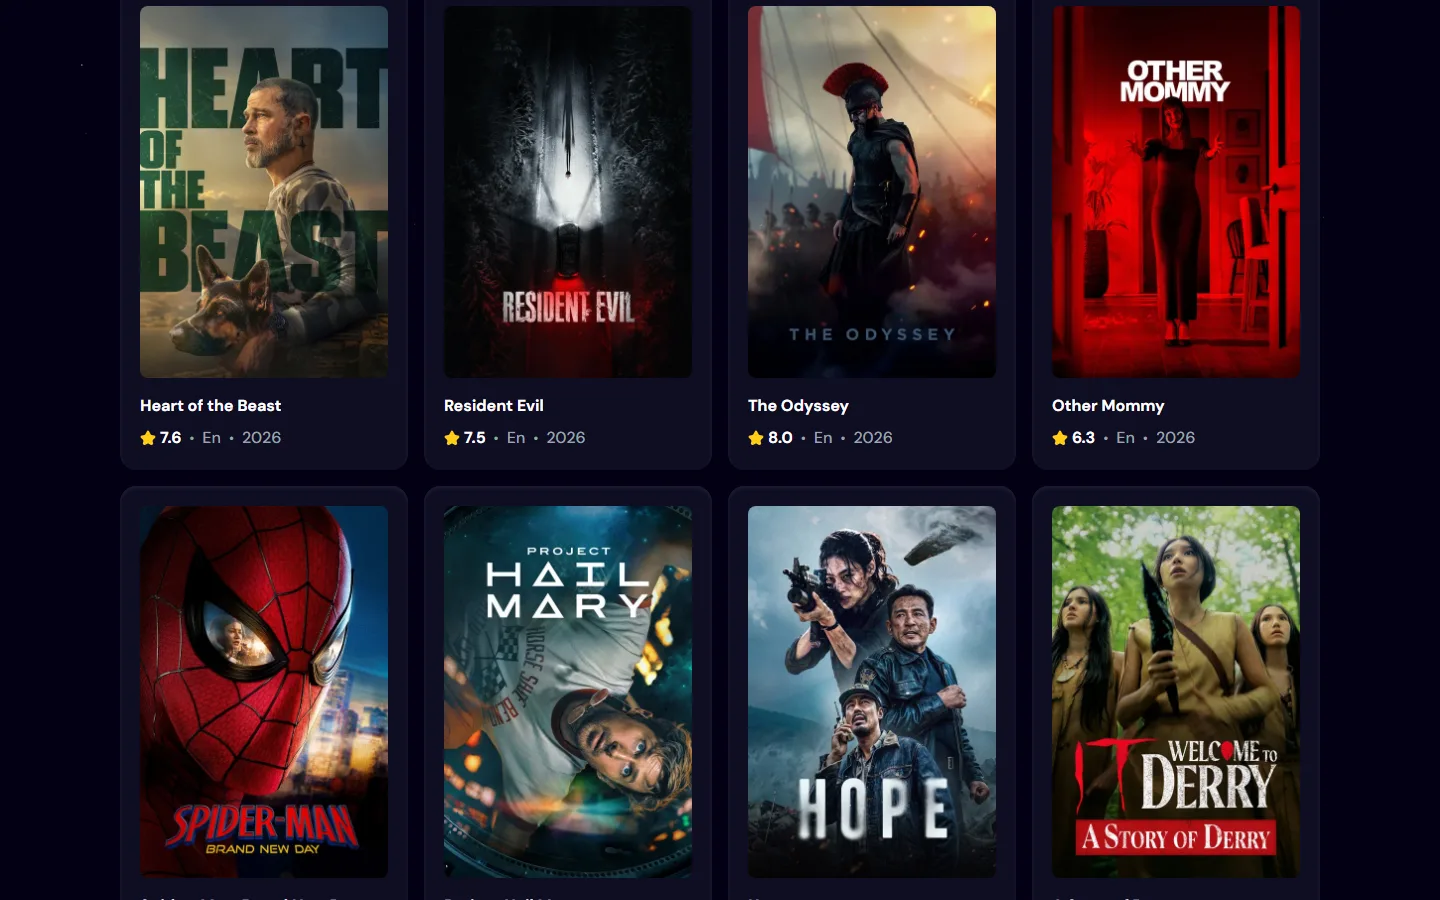 HEART
OF
THE
BEAST
RESIDENT EVIL
THE ODYSSEY
OTHER
MOMMY
Heart of the Beast
7.6 • En • 2026
Resident Evil
7.5 • En • 2026
The Odyssey
8.0 • En • 2026
Other Mommy
6.3 • En • 2026
SPIDER-MAN
BRAND NEW DAY
PROJECT
HAIL
MARY
HOPE
IT
WELCOME TO
DERRY
A STORY OF DERRY